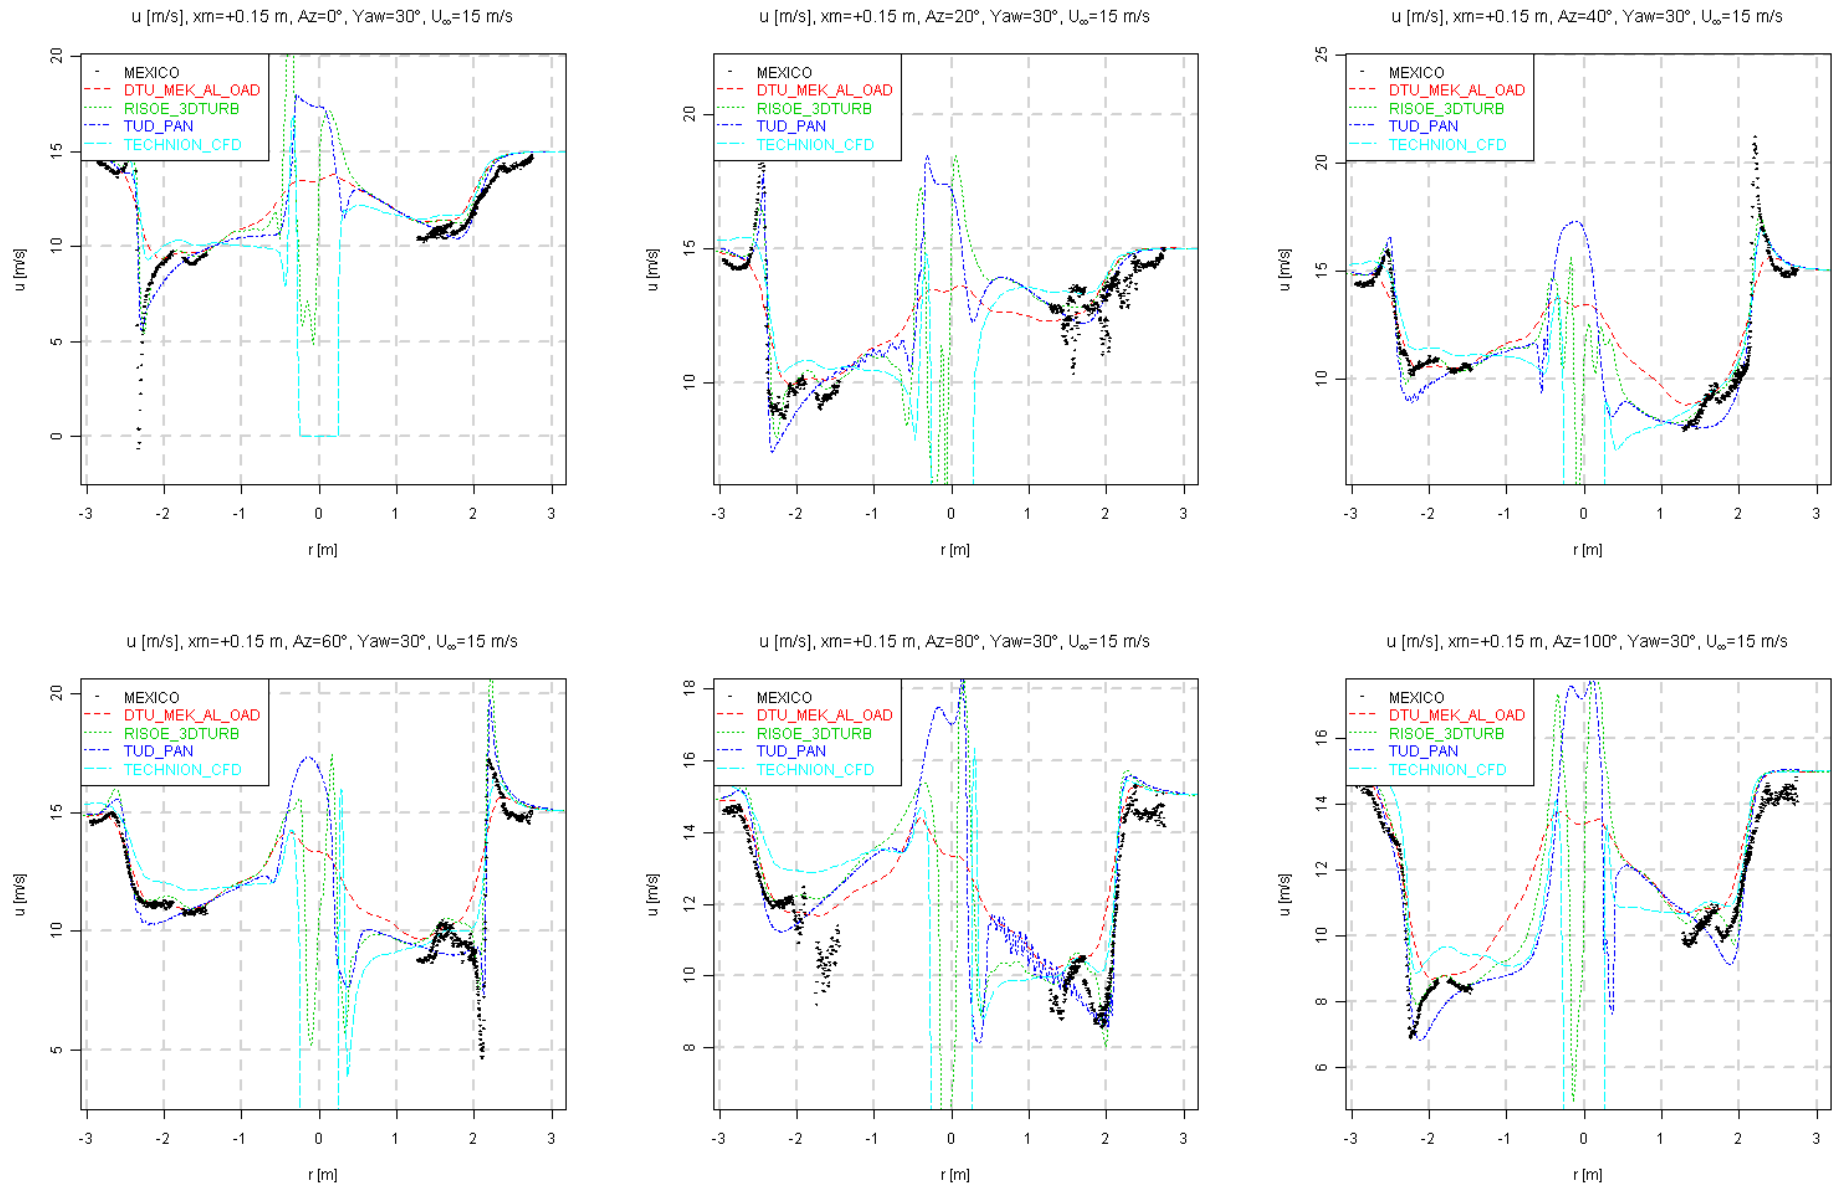 u [m/s], xm=+0.15 m, Az=0°, Yaw=30°, U∞=15 m/s
20
15
10
5
0
u [m/s]
MEXICO
DTU_MEK_AL_OAD
RISOE_3DTURB
TUD_PAN
TECHNION_CFD
-3 -2 -1 0 1 2 3
r [m]
u [m/s], xm=+0.15 m, Az=20°, Yaw=30°, U∞=15 m/s
20
15
10
u [m/s]
MEXICO
DTU_MEK_AL_OAD
RISOE_3DTURB
TUD_PAN
TECHNION_CFD
-3 -2 -1 0 1 2 3
r [m]
u [m/s], xm=+0.15 m, Az=40°, Yaw=30°, U∞=15 m/s
25
20
15
10
u [m/s]
MEXICO
DTU_MEK_AL_OAD
RISOE_3DTURB
TUD_PAN
TECHNION_CFD
-3 -2 -1 0 1 2 3
r [m]
u [m/s], xm=+0.15 m, Az=60°, Yaw=30°, U∞=15 m/s
20
15
10
5
u [m/s]
MEXICO
DTU_MEK_AL_OAD
RISOE_3DTURB
TUD_PAN
TECHNION_CFD
-3 -2 -1 0 1 2 3
r [m]
u [m/s], xm=+0.15 m, Az=80°, Yaw=30°, U∞=15 m/s
18
16
14
12
10
8
u [m/s]
MEXICO
DTU_MEK_AL_OAD
RISOE_3DTURB
TUD_PAN
TECHNION_CFD
-3 -2 -1 0 1 2 3
r [m]
u [m/s], xm=+0.15 m, Az=100°, Yaw=30°, U∞=15 m/s
16
14
12
10
8
6
u [m/s]
MEXICO
DTU_MEK_AL_OAD
RISOE_3DTURB
TUD_PAN
TECHNION_CFD
-3 -2 -1 0 1 2 3
r [m]